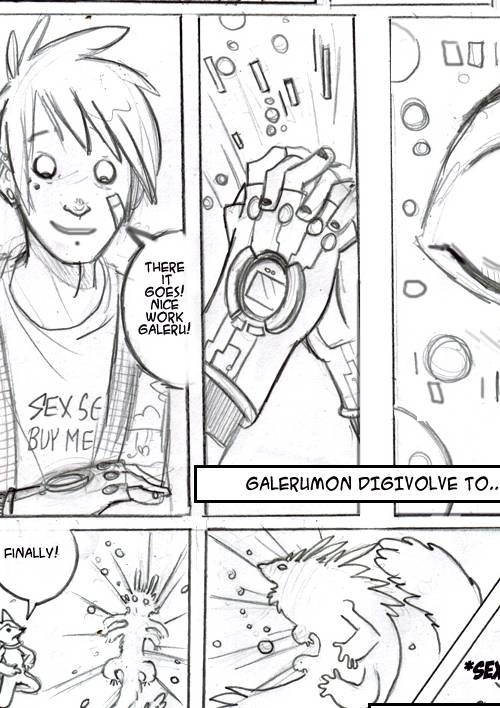 THERE
IT
GOES!
NICE
WORK
GALERU!
SEX SE
BUY ME
GALERUMON DIGIVOLVE TO..
FINALLY!
*SEX